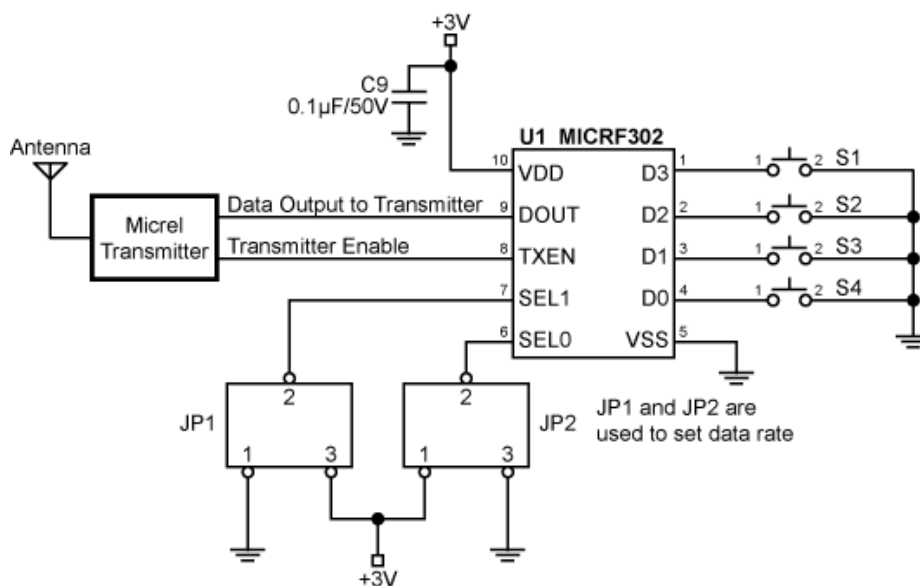 +3V
C9
0.1µF/50V
U1 MICRF302
Antenna
Micrel
Transmitter
Data Output to Transmitter
Transmitter Enable
10 VDD D3 1
9 DOUT D2 2
8 TXEN D1 3
7 SEL1 D0 4
6 SEL0 VSS 5
1 2 S1
1 2 S2
1 2 S3
1 2 S4
JP1
2
1 3
JP2
2
1 3
JP1 and JP2 are
used to set data rate
+3V